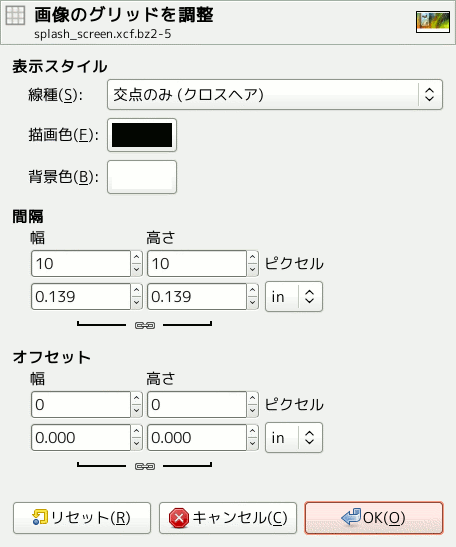 画像のグリッドを調整
splash_screen.xcf.bz2-5
表示スタイル
線種(S): 交点のみ (クロスヘア)
描画色(F):
背景色(B):
間隔
幅 高さ
10 10 ピクセル
0.139 0.139 in
オフセット
幅 高さ
0 0 ピクセル
0.000 0.000 in
リセット(R) キャンセル(C) OK(O)